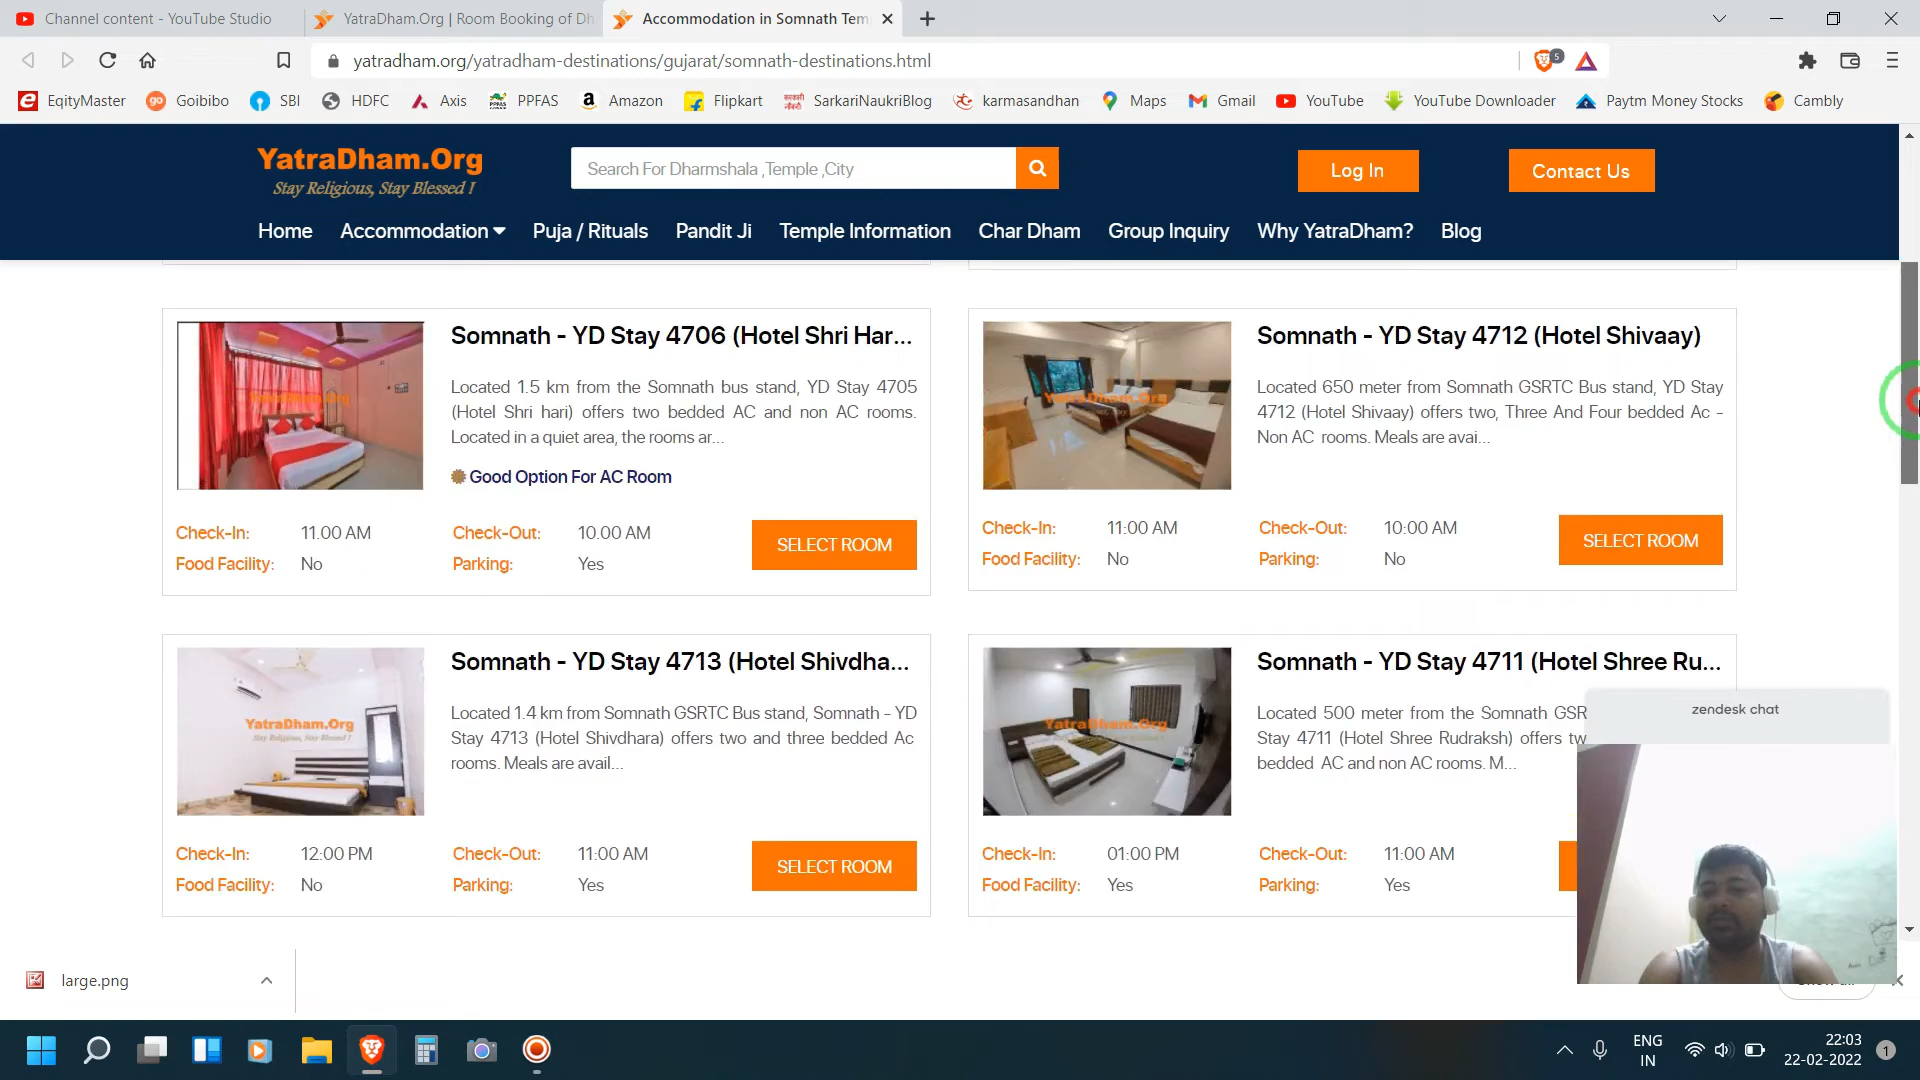 Channel content - YouTube Studio
YatraDham.Org | Room Booking of Dh
Accommodation in Somnath Tem
yatradham.org/yatradham-destinations/gujarat/somnath-destinations.html
5
EqityMaster
Goibibo
SBI
HDFC
Axis
PPFAS
Amazon
Flipkart
SarkariNaukriBlog
karmasandhan
Maps
Gmail
YouTube
YouTube Downloader
Paytm Money Stocks
Cambly
YatraDham.Org
Stay Religious, Stay Blessed !
Search For Dharmshala ,Temple ,City
Log In
Contact Us
Home
Accommodation
Puja / Rituals
Pandit Ji
Temple Information
Char Dham
Group Inquiry
Why YatraDham?
Blog
YatraDham.Org
Somnath - YD Stay 4706 (Hotel Shri Har...
Located 1.5 km from the Somnath bus stand, YD Stay 4705
(Hotel Shri hari) offers two bedded AC and non AC rooms.
Located in a quiet area, the rooms ar...
Good Option For AC Room
Check-In: 11.00 AM Check-Out: 10.00 AM
Food Facility: No Parking: Yes
SELECT ROOM
YatraDham.Org
Somnath - YD Stay 4712 (Hotel Shivaay)
Located 650 meter from Somnath GSRTC Bus stand, YD Stay
4712 (Hotel Shivaay) offers two, Three And Four bedded Ac -
Non AC rooms. Meals are avai...
Check-In: 11:00 AM Check-Out: 10:00 AM
Food Facility: No Parking: No
SELECT ROOM
YatraDham.Org
Stay Religious, Stay Blessed !
Somnath - YD Stay 4713 (Hotel Shivdha...
Located 1.4 km from Somnath GSRTC Bus stand, Somnath - YD
Stay 4713 (Hotel Shivdhara) offers two and three bedded Ac
rooms. Meals are avail...
Check-In: 12:00 PM Check-Out: 11:00 AM
Food Facility: No Parking: Yes
SELECT ROOM
YatraDham.Org
Somnath - YD Stay 4711 (Hotel Shree Ru...
Located 500 meter from the Somnath GSR
Stay 4711 (Hotel Shree Rudraksh) offers tw
bedded AC and non AC rooms. M...
Check-In: 01:00 PM Check-Out: 11:00 AM
Food Facility: Yes Parking: Yes
zendesk chat
large.png
ENG
IN
22:03
22-02-2022
1